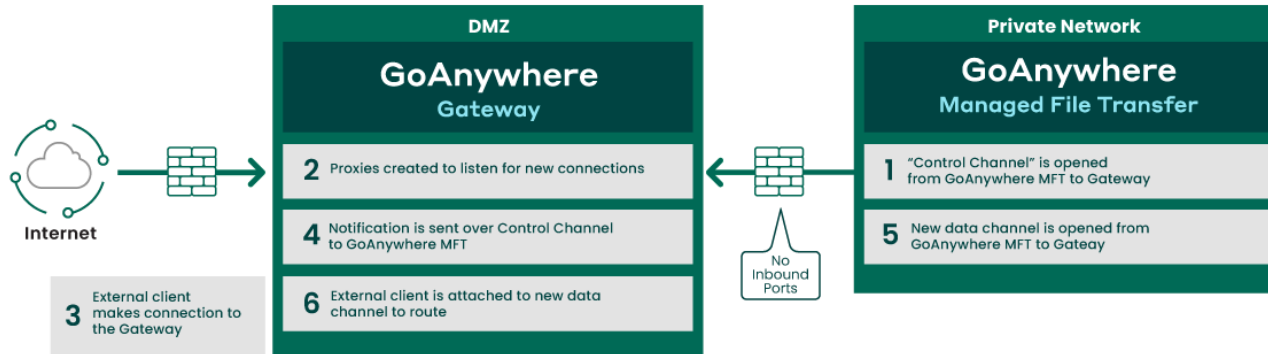 DMZ
GoAnywhere
Gateway
2 Proxies created to listen for new connections
4 Notification is sent over Control Channel
to GoAnywhere MFT
6 External client is attached to new data
channel to route
Internet
3 External client
makes connection to
the Gateway
No
Inbound
Ports
Private Network
GoAnywhere
Managed File Transfer
1 “Control Channel” is opened
from GoAnywhere MFT to Gateway
5 New data channel is opened from
GoAnywhere MFT to Gateay